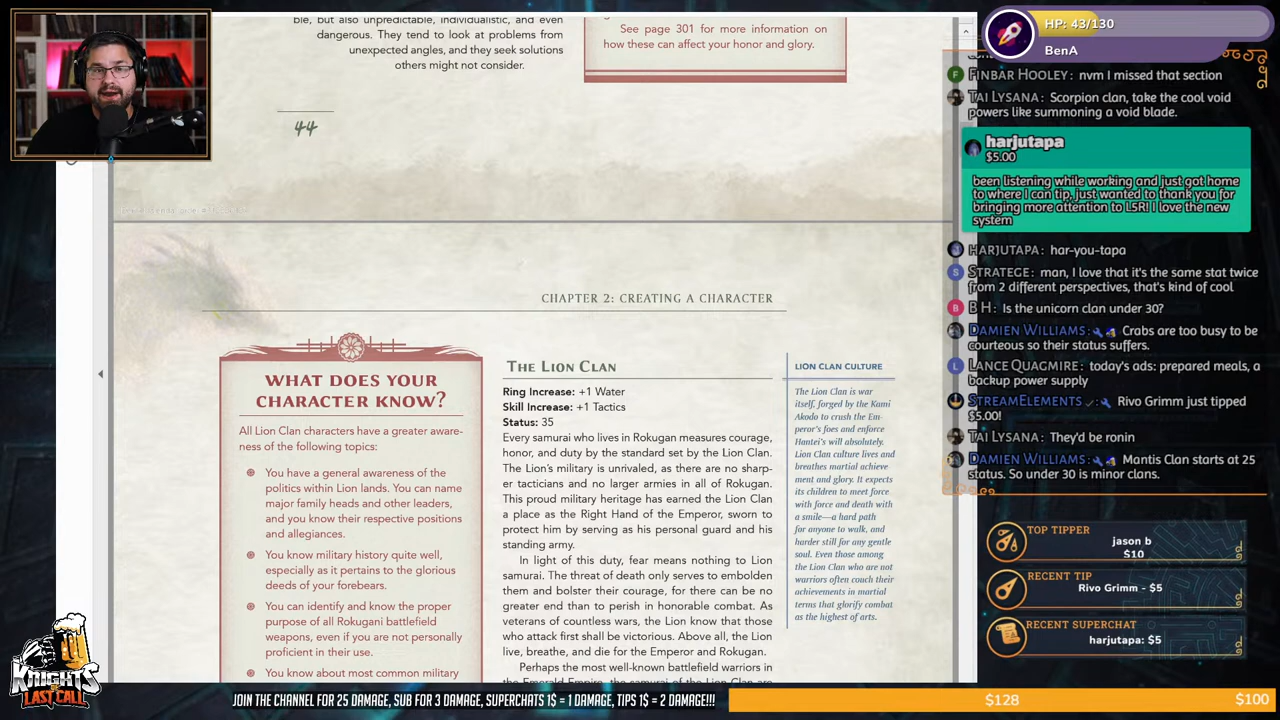 ble, but also unpredictable, individualistic, and even
dangerous. They tend to look at problems from
unexpected angles, and they seek solutions
others might not consider.
44
See page 301 for more information on
how these can affect your honor and glory.
CHAPTER 2: CREATING A CHARACTER
WHAT DOES YOUR
CHARACTER KNOW?
All Lion Clan characters have a greater aware-
ness of the following topics:
You have a general awareness of the
politics within Lion lands. You can name
major family heads and other leaders,
and you know their respective positions
and allegiances.
You know military history quite well,
especially as it pertains to the glorious
deeds of your forebears.
You can identify and know the proper
purpose of all Rokugani battlefield
weapons, even if you are not personally
proficient in their use.
You know about most common military
THE LION CLAN
Ring Increase: +1 Water
Skill Increase: +1 Tactics
Status: 35
Every samurai who lives in Rokugan measures courage,
honor, and duty by the standard set by the Lion Clan.
The Lion's military is unrivaled, as there are no sharp-
er tacticians and no larger armies in all of Rokugan.
This proud military heritage has earned the Lion Clan
a place as the Right Hand of the Emperor, sworn to
protect him by serving as his personal guard and his
standing army.
In light of this duty, fear means nothing to Lion
samurai. The threat of death only serves to embolden
them and bolster their courage, for there can be no
greater end than to perish in honorable combat. As
veterans of countless wars, the Lion know that those
who attack first shall be victorious. Above all, the Lion
live, breathe, and die for the Emperor and Rokugan.
Perhaps the most well-known battlefield warriors in
the Emerald Empire, the samurai of the Lion Clan are
LION CLAN CULTURE
The Lion Clan is war
itself, forged by the Kami
Akodo to crush the Em-
peror's foes and enforce
Hantei's will absolutely.
Lion Clan culture lives and
breathes martial achieve
ment and glory. It expects
its children to meet force
with force and death with
a smile—a hard path
for anyone to walk, and
harder still for any gentle
soul. Even those among
the Lion Clan who are not
warriors often couch their
achievements in martial
terms that glorify combat
as the highest of arts.
HP: 43/130
BenA
F FINBAR HOOLEY: nvm I missed that section
TAI LYSANA: Scorpion clan, take the cool void
powers like summoning a void blade.
harjutapa
$5.00
been listening while working and just got home
to where I can tip, just wanted to thank you for
bringing more attention to L5R! I love the new
system
HARJUTAPA: har-you-tapa
S STRATEGE: man, I love that it's the same stat twice
from 2 different perspectives, that's kind of cool
B B H: Is the unicorn clan under 30?
DAMIEN WILLIAMS: Crabs are too busy to be
courteous so their status suffers.
L LANCE QUAGMIRE: today's ads: prepared meals, a
backup power supply
STREAMELEMENTS: Rivo Grimm just tipped
$5.00!
TAI LYSANA: They'd be ronin
DAMIEN WILLIAMS: Mantis Clan starts at 25
status. So under 30 is minor clans.
TOP TIPPER
jason b
$10
RECENT TIP
Rivo Grimm - $5
RECENT SUPERCHAT
harjutapa: $5
KNIGHTS
OF
LAST CALL
JOIN THE CHANNEL FOR 25 DAMAGE, SUB FOR 3 DAMAGE, SUPERCHATS 1$ = 1 DAMAGE, TIPS 1$ = 2 DAMAGE!!!
$128
$100